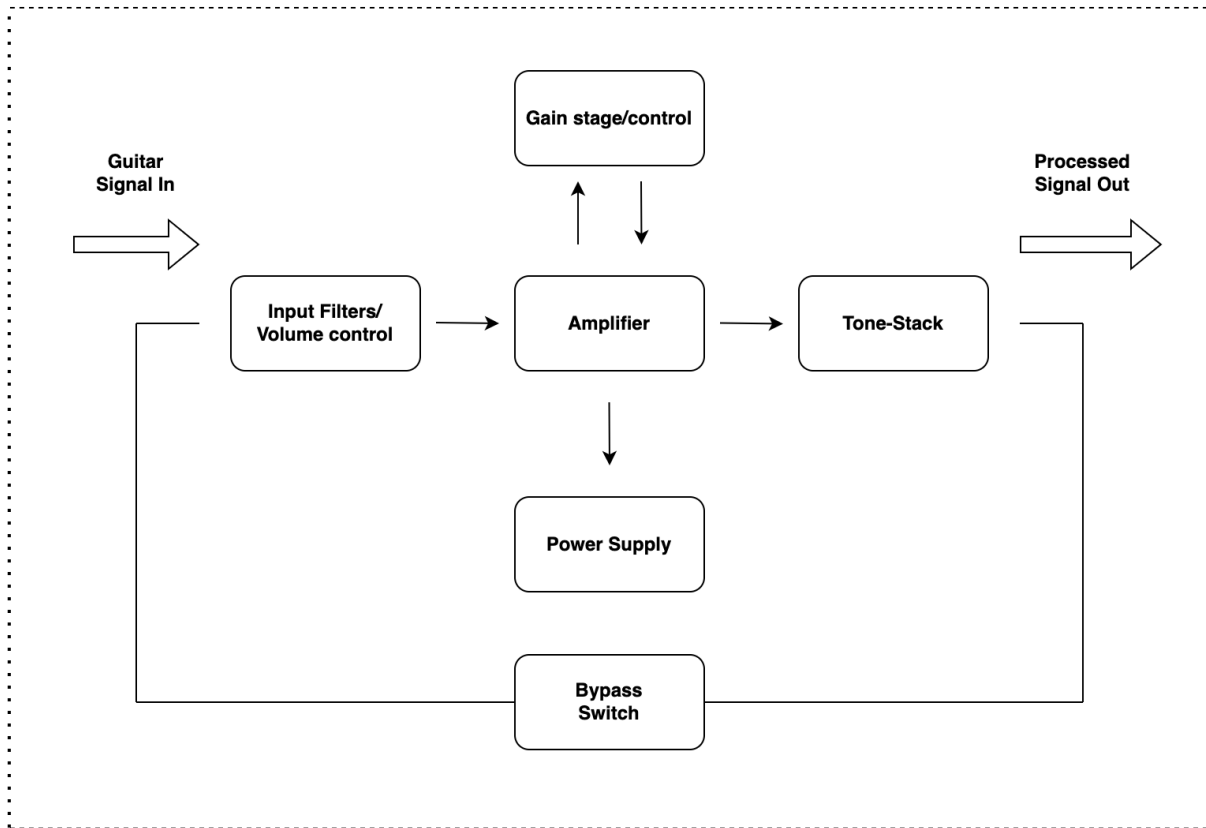 Gain stage/control
Guitar
Signal In
Processed
Signal Out
Input Filters/
Volume control
Amplifier
Tone-Stack
Power Supply
Bypass
Switch